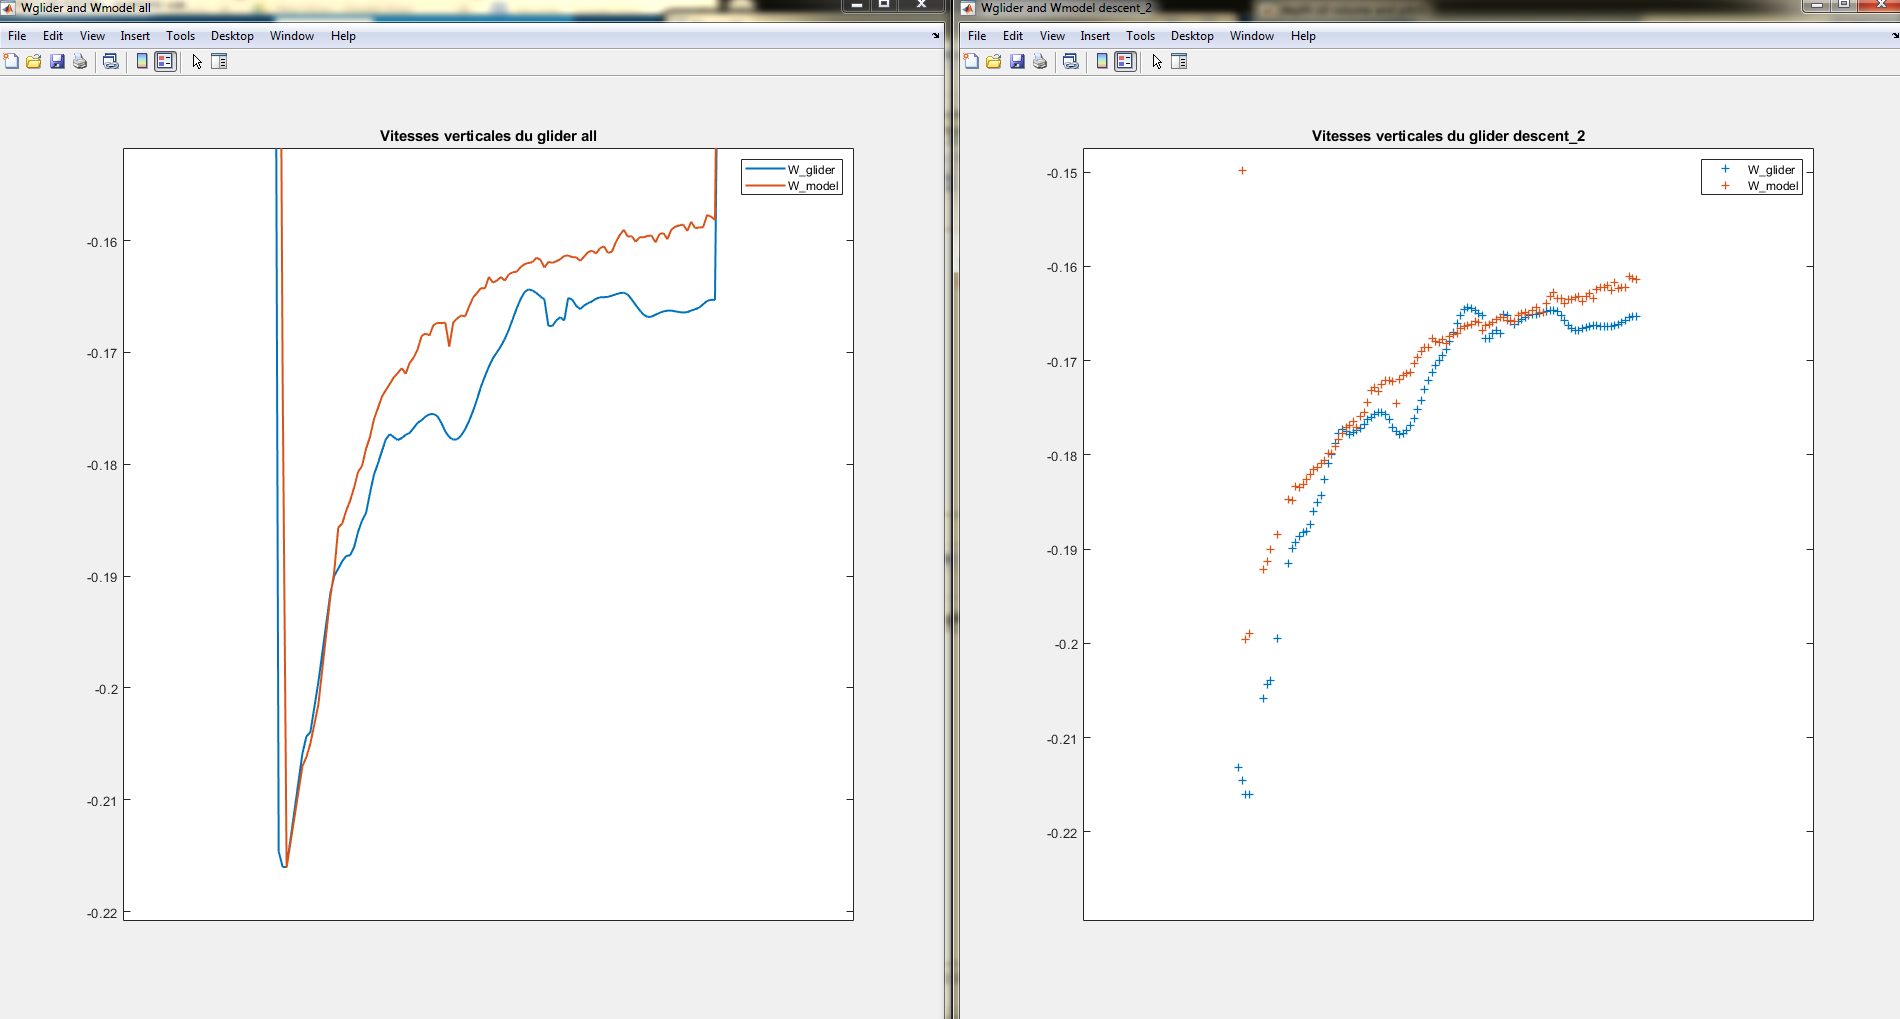 Wglider and Wmodel all
File Edit View Insert Tools Desktop Window Help
Vitesses verticales du glider all
W_glider
W_model
-0.16
-0.17
-0.18
-0.19
-0.2
-0.21
-0.22
Wglider and Wmodel descent_2
File Edit View Insert Tools Desktop Window Help
Vitesses verticales du glider descent_2
W_glider
W_model
-0.15
-0.16
-0.17
-0.18
-0.19
-0.2
-0.21
-0.22